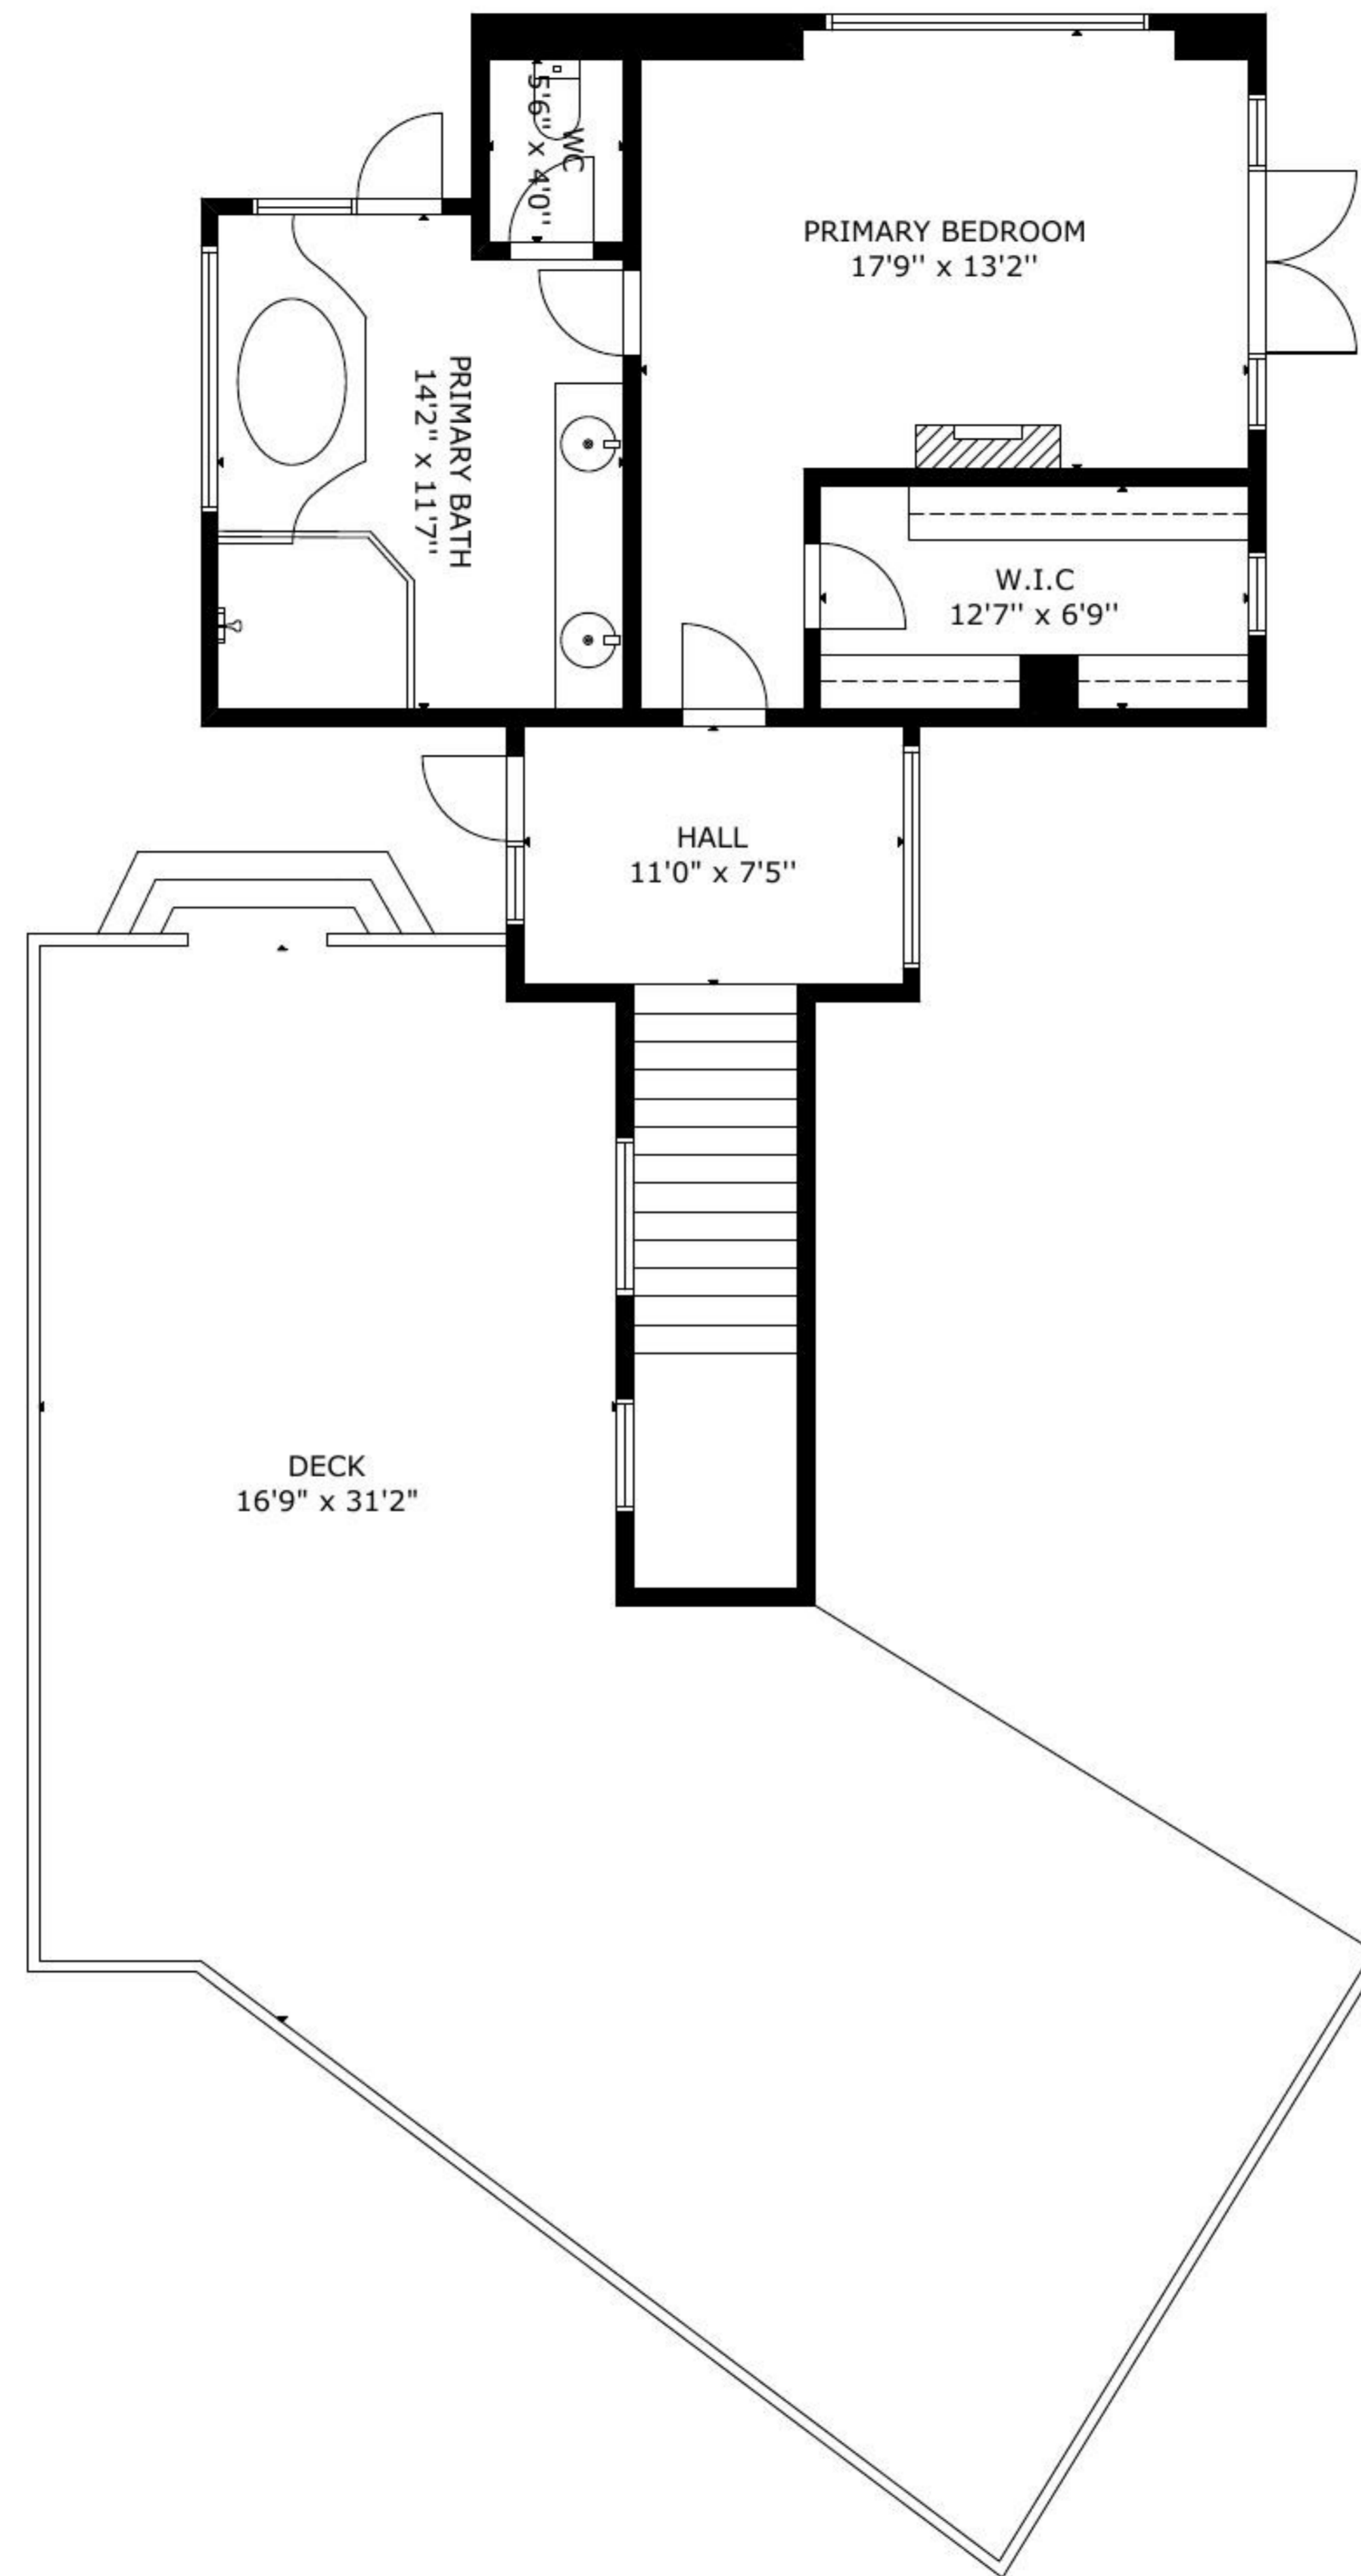 WC
5'6'' x 4'0''
PRIMARY BEDROOM
17'9'' x 13'2''
PRIMARY BATH
14'2'' x 11'7''
W.I.C
12'7'' x 6'9''
HALL
11'0" x 7'5''
DECK
16'9" x 31'2"